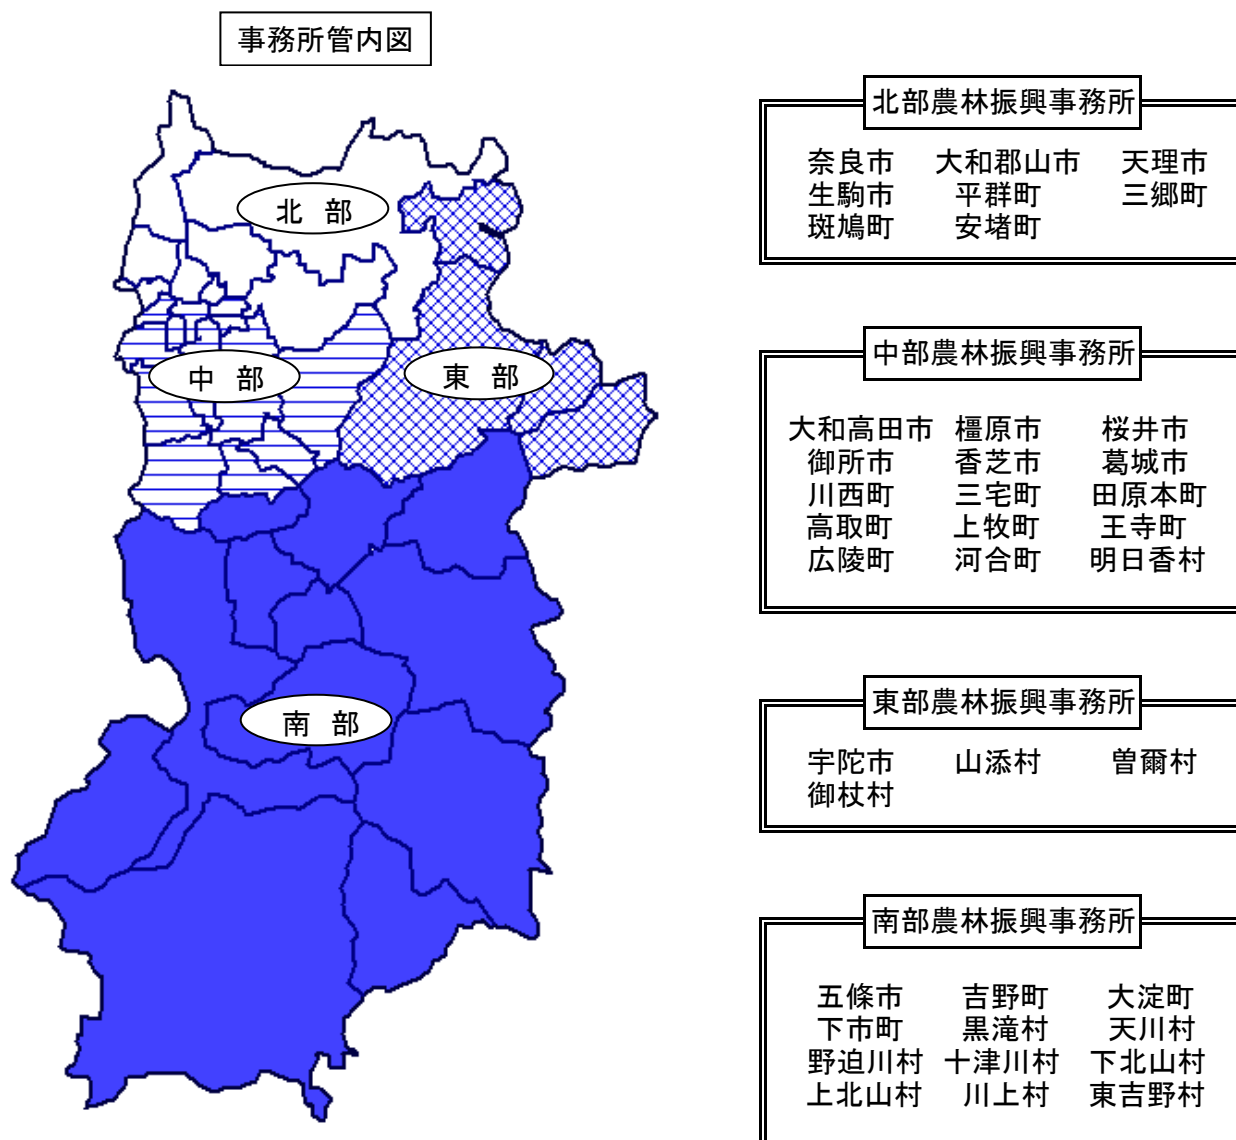 事務所管内図
北部
中部
東部
南部
北部農林振興事務所
奈良市 大和郡山市 天理市
生駒市 平群町 三郷町
斑鳩町 安堵町
中部農林振興事務所
大和高田市 橿原市 桜井市
御所市 香芝市 葛城市
川西町 三宅町 田原本町
高取町 上牧町 王寺町
広陵町 河合町 明日香村
東部農林振興事務所
宇陀市 山添村 曽爾村
御杖村
南部農林振興事務所
五條市 吉野町 大淀町
下市町 黒滝村 天川村
野迫川村 十津川村 下北山村
上北山村 川上村 東吉野村